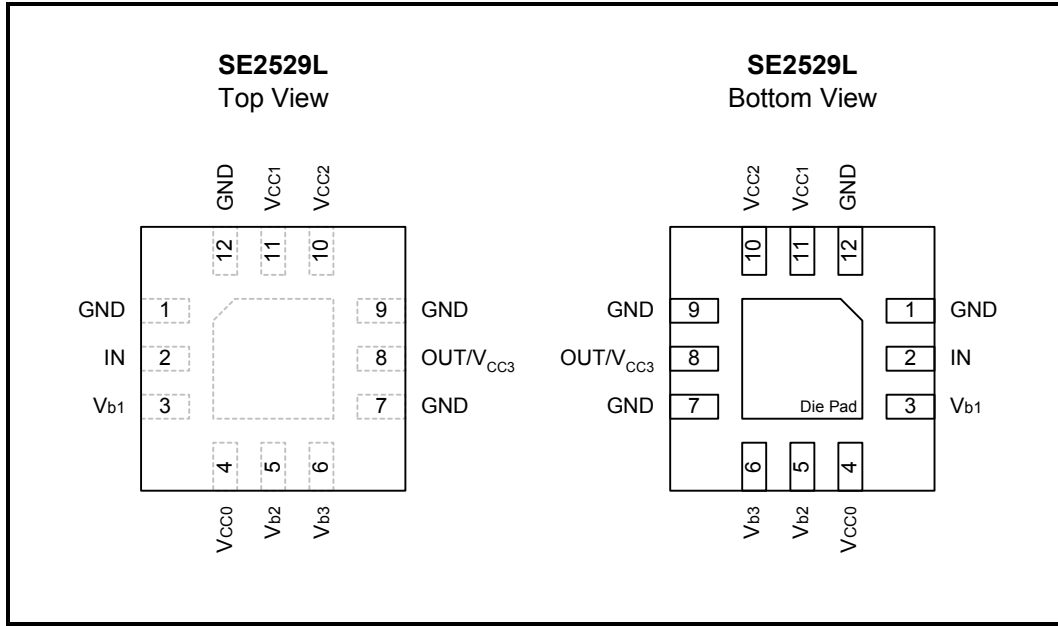 SE2529L
Top View
GND
VCC1
VCC2
12
11
10
GND 1
9 GND
IN 2
8 OUT/VCC3
Vb1 3
7 GND
4
5
6
VCC0
Vb2
Vb3
SE2529L
Bottom View
VCC2
VCC1
GND
10
11
12
GND 9
1 GND
OUT/VCC3 8
2 IN
GND 7
Die Pad
3 Vb1
6
5
4
Vb3
Vb2
VCC0